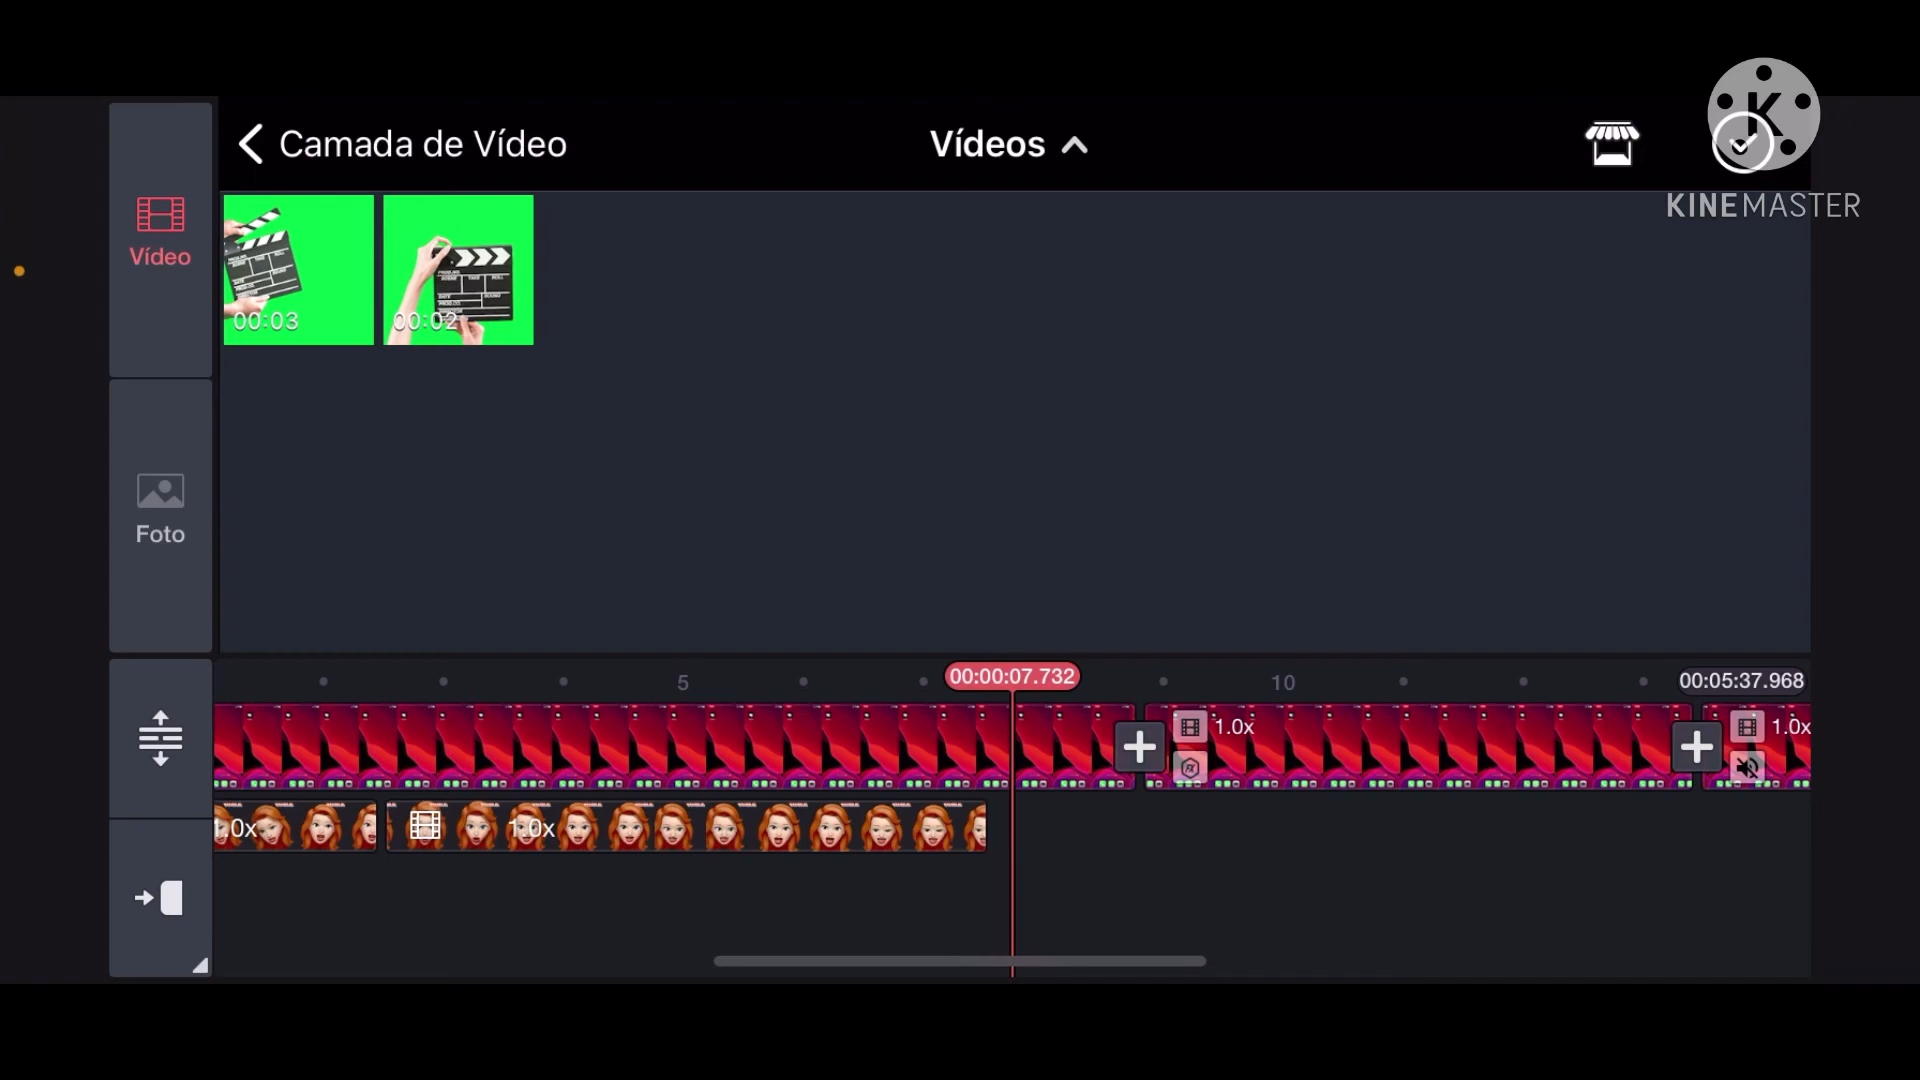 Camada de Vídeo
Vídeos
K
KINEMASTER
Vídeo
00:03
00:02
Foto
5
00:00:07.732
10
00:05:37.968
1.0x
1.0x
1.0x
1.0x